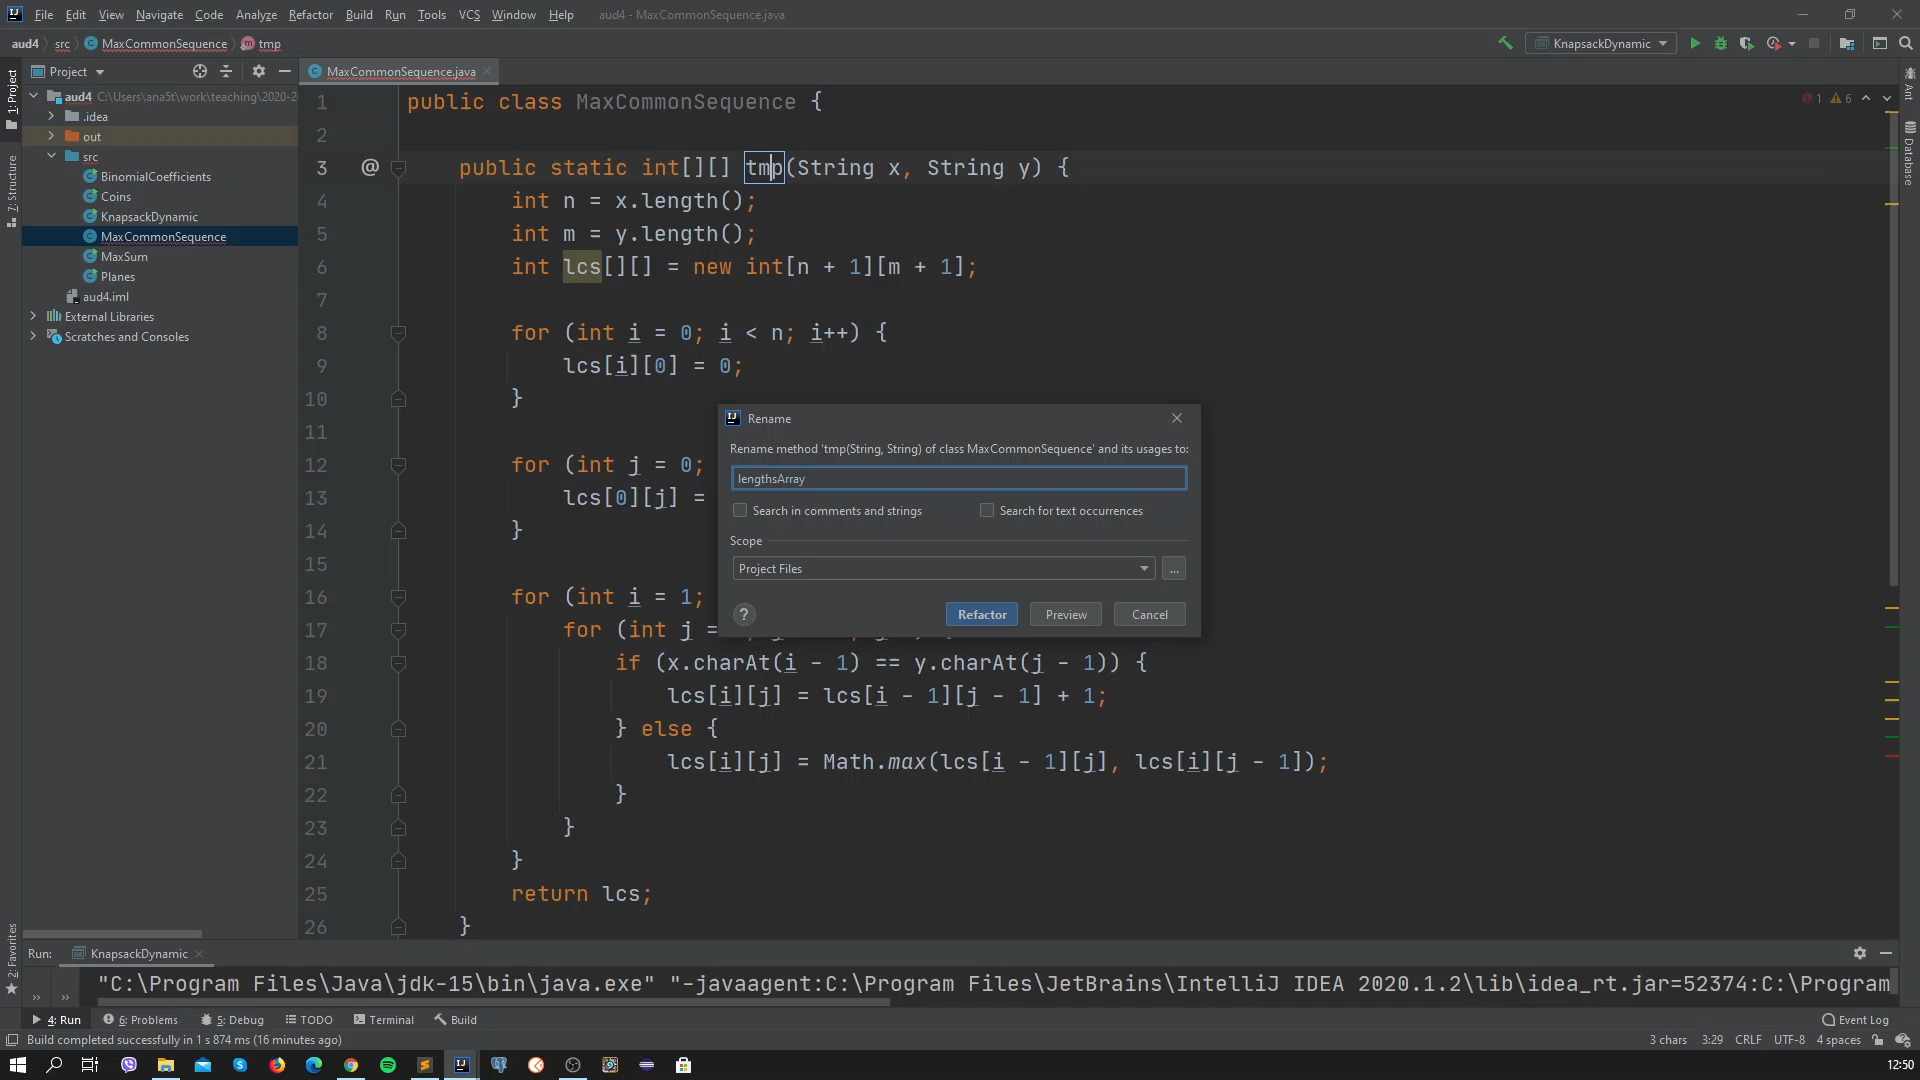 File Edit View Navigate Code Analyze Refactor Build Run Tools VCS Window Help aud4 - MaxCommonSequence.java
aud4 src MaxCommonSequence tmp KnapsackDynamic
Project MaxCommonSequence.java
1: Project
7: Structure
2: Favorites
Ant
Database
aud4 C:\Users\ana5t\work\teaching\2020-2
.idea
out
src
BinomialCoefficients
Coins
KnapsackDynamic
MaxCommonSequence
MaxSum
Planes
aud4.iml
External Libraries
Scratches and Consoles
1 6
1 public class MaxCommonSequence {
2
3 @ public static int[][] tmp(String x, String y) {
4 int n = x.length();
5 int m = y.length();
6 int lcs[][] = new int[n + 1][m + 1];
7
8 for (int i = 0; i < n; i++) {
9 lcs[i][0] = 0;
10 }
11
12 for (int j = 0;
13 lcs[0][j] =
14 }
15
16 for (int i = 1;
17 for (int j =
18 if (x.charAt(i - 1) == y.charAt(j - 1)) {
19 lcs[i][j] = lcs[i - 1][j - 1] + 1;
20 } else {
21 lcs[i][j] = Math.max(lcs[i - 1][j], lcs[i][j - 1]);
22 }
23 }
24 }
25 return lcs;
26 }
Rename
Rename method 'tmp(String, String) of class MaxCommonSequence' and its usages to:
lengthsArray
Search in comments and strings Search for text occurrences
Scope
Project Files ...
? Refactor Preview Cancel
Run: KnapsackDynamic
"C:\Program Files\Java\jdk-15\bin\java.exe" "-javaagent:C:\Program Files\JetBrains\IntelliJ IDEA 2020.1.2\lib\idea_rt.jar=52374:C:\Program
4: Run 6: Problems 5: Debug TODO Terminal Build Event Log
Build completed successfully in 1 s 874 ms (16 minutes ago) 3 chars 3:29 CRLF UTF-8 4 spaces
12:50